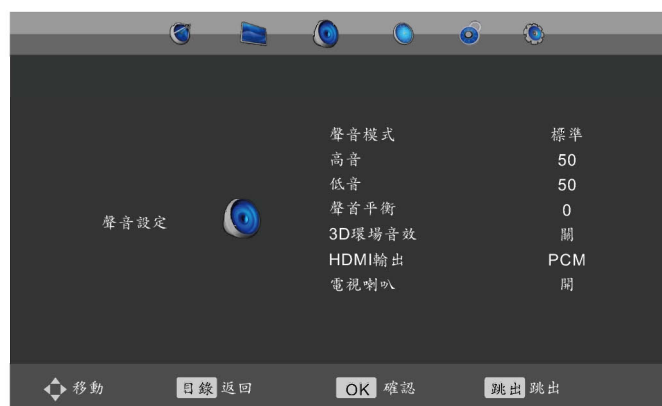 聲音模式 標準
高音 50
低音 50
聲首平衡 0
聲音設定
3D環場音效 關
HDMI輸出 PCM
電視喇叭 開
移動 目錄 返回 OK 確認 跳出 跳出